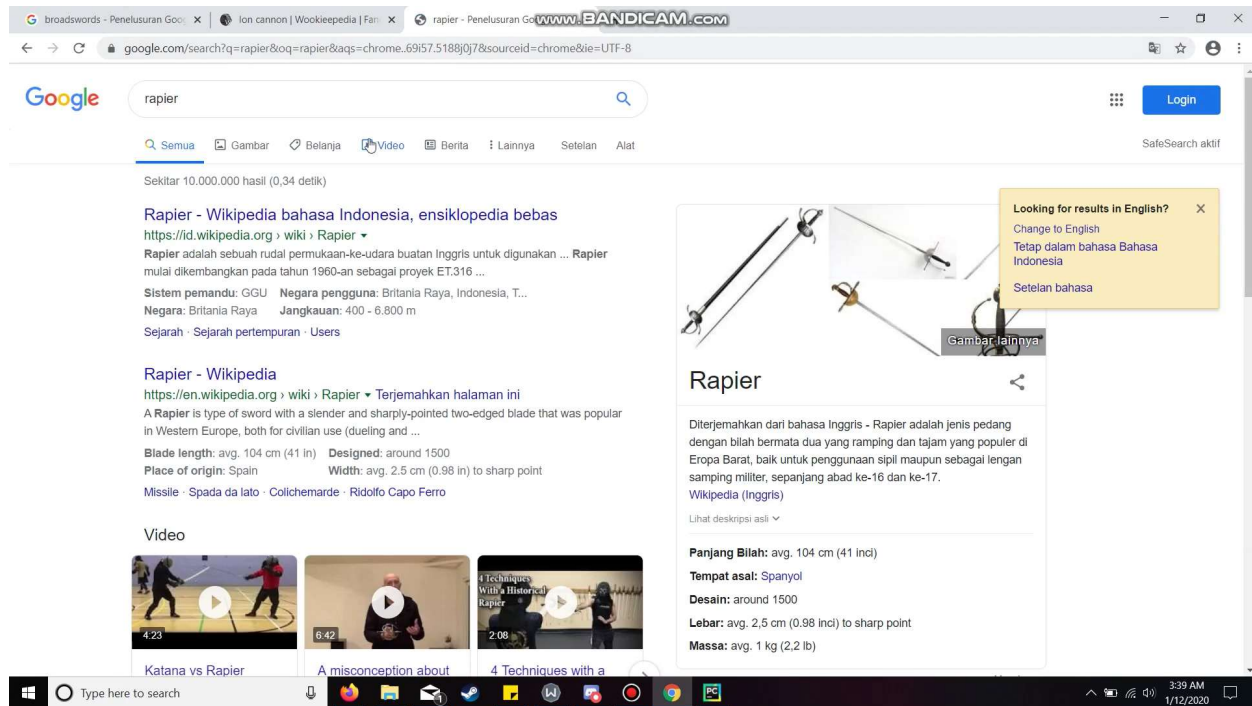 broadswords - Penelusuran Goo
Ion cannon | Wookieepedia | Fan
rapier - Penelusuran Go
WWW.BANDICAM.COM
google.com/search?q=rapier&oq=rapier&aqs=chrome..69i57.5188j0j7&sourceid=chrome&ie=UTF-8
Google
rapier
Login
Semua Gambar Belanja Video Berita Lainnya Setelan Alat
SafeSearch aktif
Sekitar 10.000.000 hasil (0,34 detik)
Rapier - Wikipedia bahasa Indonesia, ensiklopedia bebas
https://id.wikipedia.org › wiki › Rapier
Rapier adalah sebuah rudal permukaan-ke-udara buatan Inggris untuk digunakan ... Rapier
mulai dikembangkan pada tahun 1960-an sebagai proyek ET.316 ...
Sistem pemandu: GGU Negara pengguna: Britania Raya, Indonesia, T...
Negara: Britania Raya Jangkauan: 400 - 6.800 m
Sejarah · Sejarah pertempuran · Users
Rapier - Wikipedia
https://en.wikipedia.org › wiki › Rapier Terjemahkan halaman ini
A Rapier is type of sword with a slender and sharply-pointed two-edged blade that was popular
in Western Europe, both for civilian use (dueling and ...
Blade length: avg. 104 cm (41 in) Designed: around 1500
Place of origin: Spain Width: avg. 2.5 cm (0.98 in) to sharp point
Missile · Spada da lato · Colichemarde · Ridolfo Capo Ferro
Video
4 Techniques
With a Historical
Rapier
4:23
6:42
2:08
Katana vs Rapier
A misconception about
4 Techniques with a
Looking for results in English?
Change to English
Tetap dalam bahasa Bahasa
Indonesia
Setelan bahasa
Gambar lainnya
Rapier
Diterjemahkan dari bahasa Inggris - Rapier adalah jenis pedang
dengan bilah bermata dua yang ramping dan tajam yang populer di
Eropa Barat, baik untuk penggunaan sipil maupun sebagai lengan
samping militer, sepanjang abad ke-16 dan ke-17.
Wikipedia (Inggris)
Lihat deskripsi asli
Panjang Bilah: avg. 104 cm (41 inci)
Tempat asal: Spanyol
Desain: around 1500
Lebar: avg. 2,5 cm (0.98 inci) to sharp point
Massa: avg. 1 kg (2,2 lb)
Type here to search
3:39 AM
1/12/2020